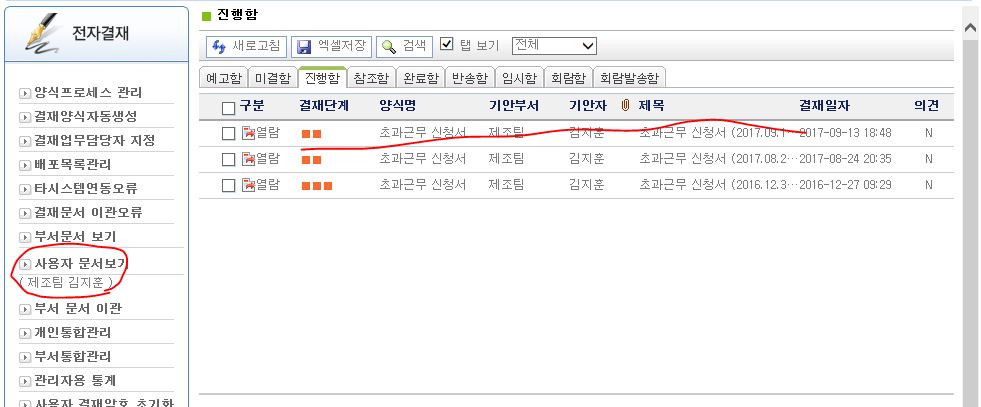 전자결재
양식프로세스 관리
결재양식자동생성
결재업무담당자 지정
배포목록관리
타시스템연동오류
결재문서 이관오류
부서문서 보기
사용자 문서보기
( 제조팀 김지훈 )
부서 문서 이관
개인통합관리
부서통합관리
관리자용 통계
사용자 결재암호 초기화
진행함
새로고침 엑셀저장 검색 탭 보기 전체
예고함 미결함 진행함 참조함 완료함 반송함 임시함 회람함 회람발송함
구분 결재단계 양식명 기안부서 기안자 제목 결재일자 의견
열람 초과근무 신청서 제조팀 김지훈 초과근무 신청서 (2017.09.1···2017-09-13 18:48 N
열람 초과근무 신청서 제조팀 김지훈 초과근무 신청서 (2017.08.2···2017-08-24 20:35 N
열람 초과근무 신청서 제조팀 김지훈 초과근무 신청서 (2016.12.3···2016-12-27 09:29 N